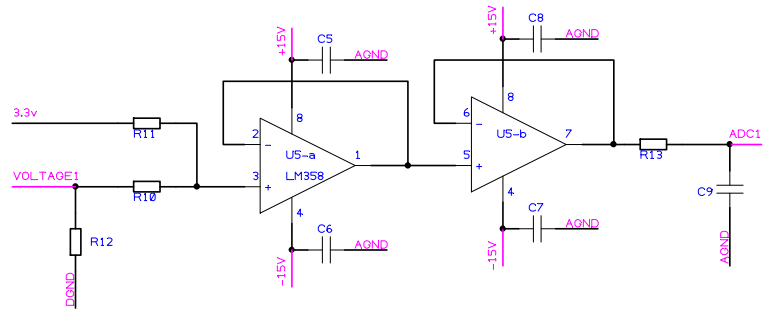 +15V
C5
AGND
+15V
C8
AGND
3.3v
R11
2
8
U5-a
LM358
1
3
4
6
8
U5-b
7
5
4
R13
ADC1
VOLTAGE1
R10
R12
DGND
-15V
C6
AGND
-15V
C7
AGND
C9
AGND